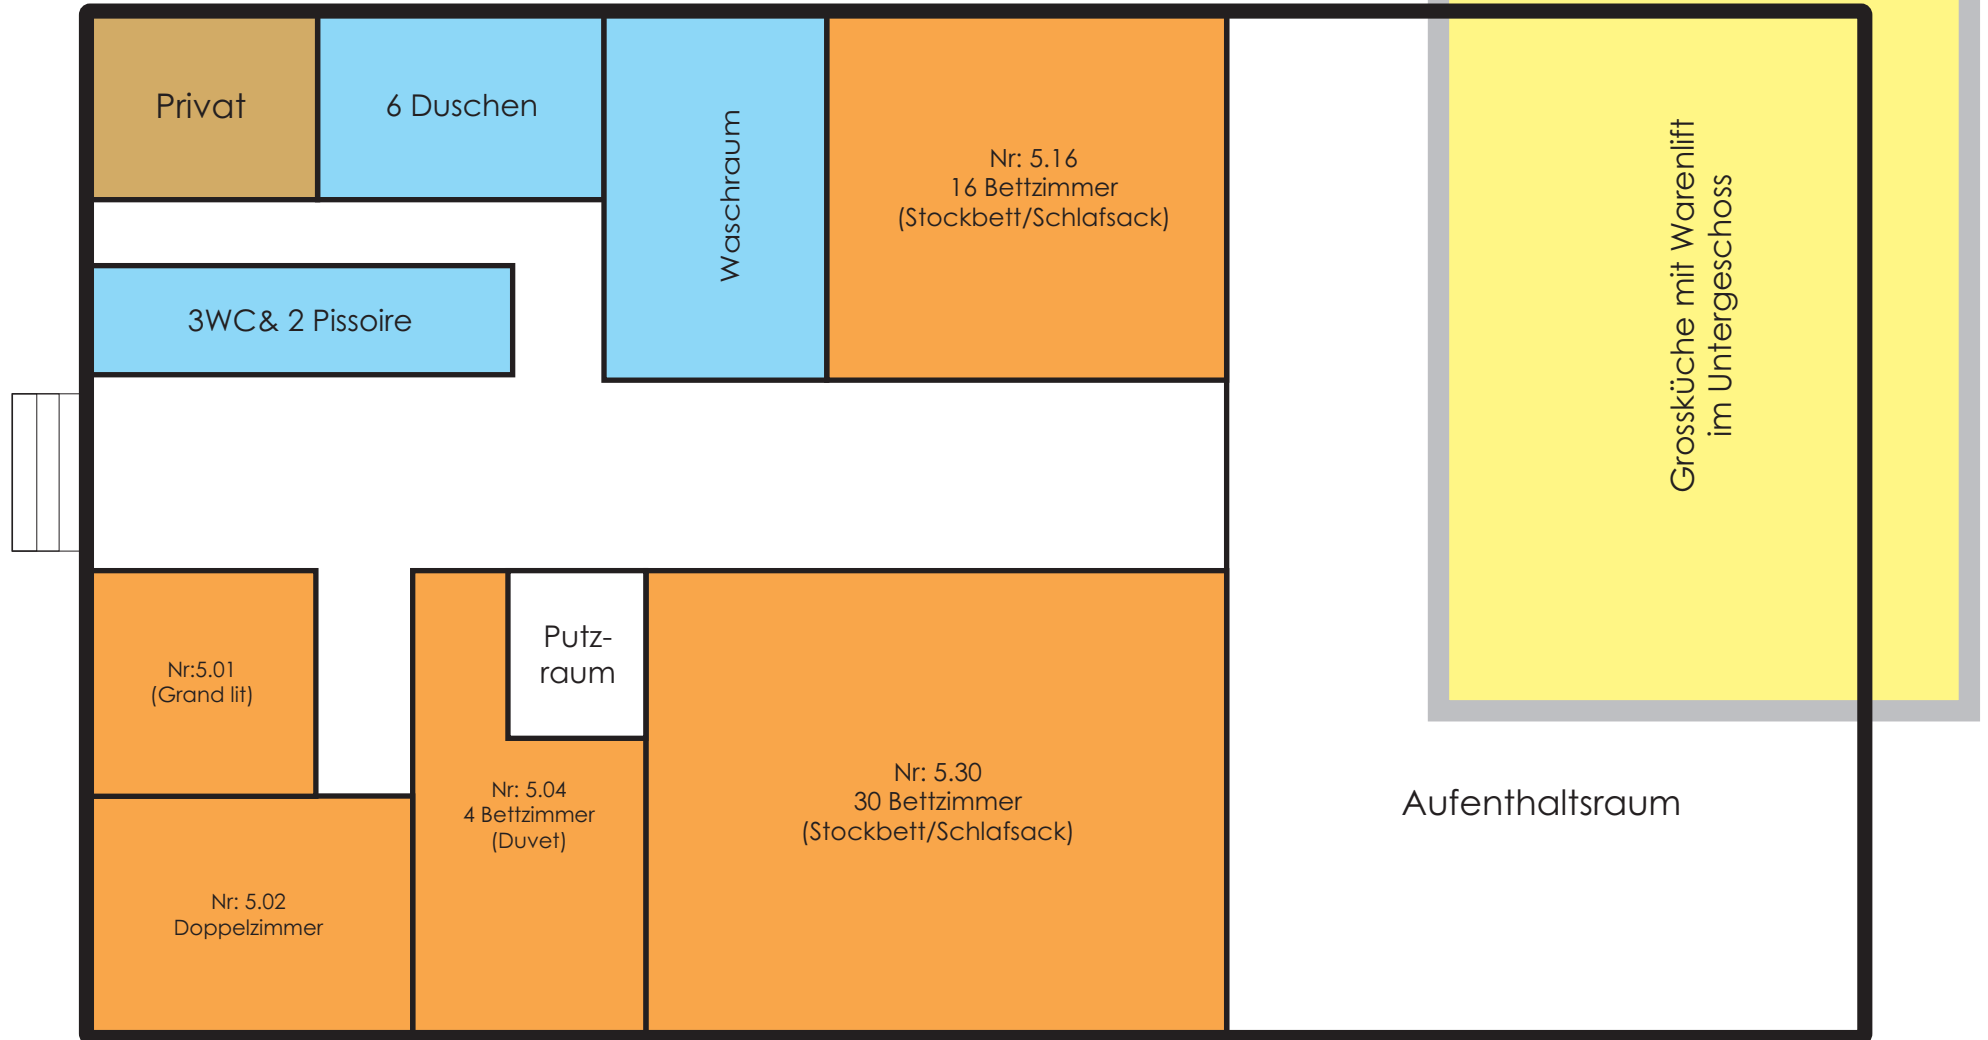 Privat
6 Duschen
Waschraum
Nr: 5.16
16 Bettzimmer
(Stockbett/Schlafsack)
Grossküche mit Warenlift
im Untergeschoss
3WC& 2 Pissoire
Nr:5.01
(Grand lit)
Putz-
raum
Nr: 5.04
4 Bettzimmer
(Duvet)
Nr: 5.30
30 Bettzimmer
(Stockbett/Schlafsack)
Aufenthaltsraum
Nr: 5.02
Doppelzimmer